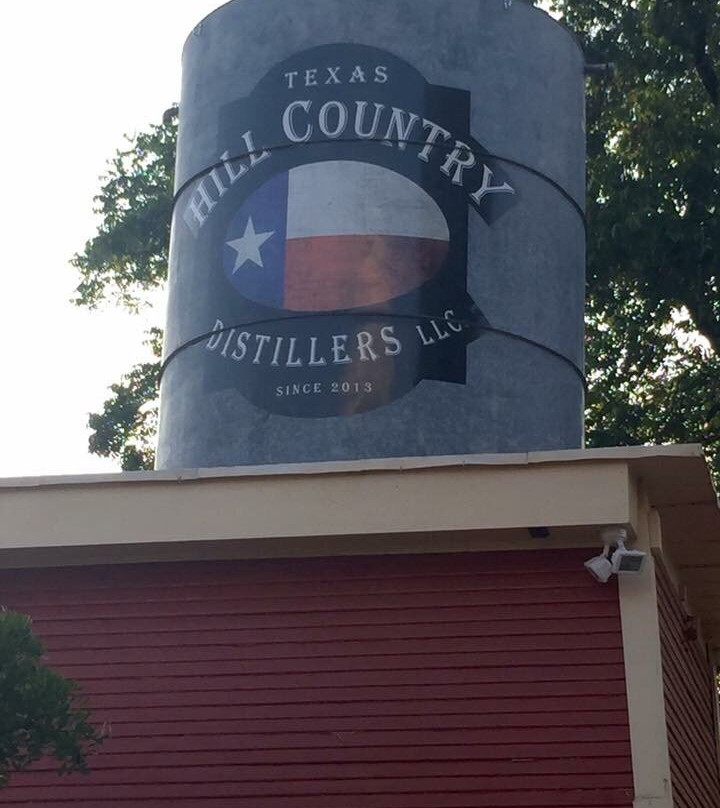 TEXAS
HILL COUNTRY
DISTILLERS LLC
SINCE 2013